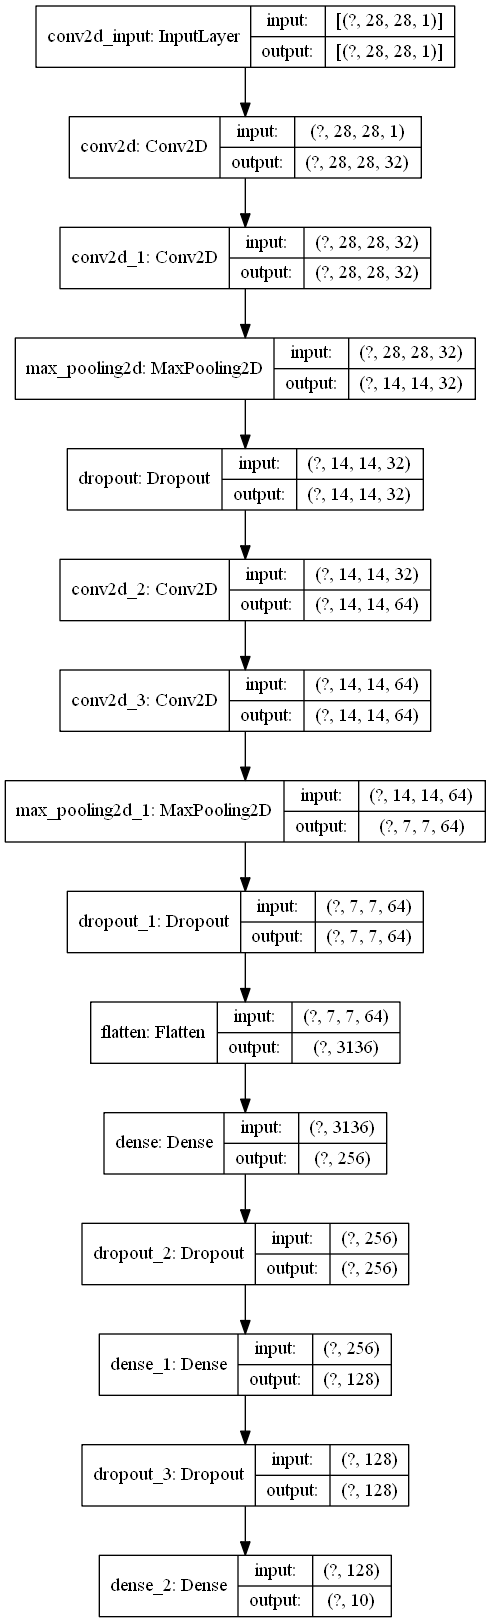 conv2d_input: InputLayer
input: [(?, 28, 28, 1)]
output: [(?, 28, 28, 1)]
conv2d: Conv2D
input: (?, 28, 28, 1)
output: (?, 28, 28, 32)
conv2d_1: Conv2D
input: (?, 28, 28, 32)
output: (?, 28, 28, 32)
max_pooling2d: MaxPooling2D
input: (?, 28, 28, 32)
output: (?, 14, 14, 32)
dropout: Dropout
input: (?, 14, 14, 32)
output: (?, 14, 14, 32)
conv2d_2: Conv2D
input: (?, 14, 14, 32)
output: (?, 14, 14, 64)
conv2d_3: Conv2D
input: (?, 14, 14, 64)
output: (?, 14, 14, 64)
max_pooling2d_1: MaxPooling2D
input: (?, 14, 14, 64)
output: (?, 7, 7, 64)
dropout_1: Dropout
input: (?, 7, 7, 64)
output: (?, 7, 7, 64)
flatten: Flatten
input: (?, 7, 7, 64)
output: (?, 3136)
dense: Dense
input: (?, 3136)
output: (?, 256)
dropout_2: Dropout
input: (?, 256)
output: (?, 256)
dense_1: Dense
input: (?, 256)
output: (?, 128)
dropout_3: Dropout
input: (?, 128)
output: (?, 128)
dense_2: Dense
input: (?, 128)
output: (?, 10)